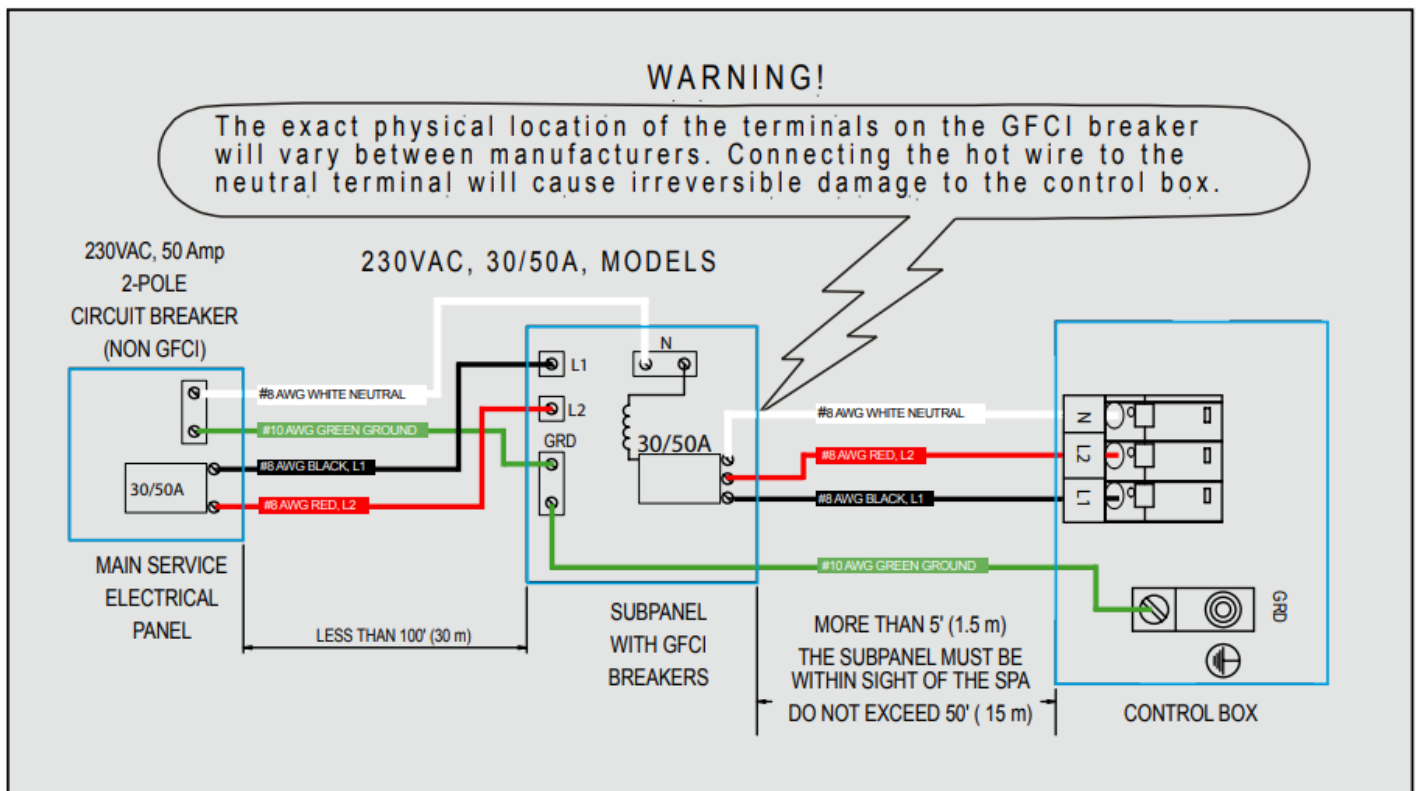 WARNING!
The exact physical location of the terminals on the GFCI breaker
will vary between manufacturers. Connecting the hot wire to the
neutral terminal will cause irreversible damage to the control box.
230VAC, 50 Amp
2-POLE
CIRCUIT BREAKER
(NON GFCI)
230VAC, 30/50A, MODELS
#8 AWG WHITE NEUTRAL
#10 AWG GREEN GROUND
#8 AWG BLACK, L1
#8 AWG RED, L2
30/50A
MAIN SERVICE
ELECTRICAL
PANEL
LESS THAN 100' (30 m)
L1
L2
GRD
N
30/50A
SUBPANEL
WITH GFCI
BREAKERS
#8 AWG WHITE NEUTRAL
#8 AWG RED, L2
#8 AWG BLACK, L1
#10 AWG GREEN GROUND
MORE THAN 5' (1.5 m)
THE SUBPANEL MUST BE
WITHIN SIGHT OF THE SPA
DO NOT EXCEED 50' ( 15 m)
N
L2
L1
GRD
CONTROL BOX